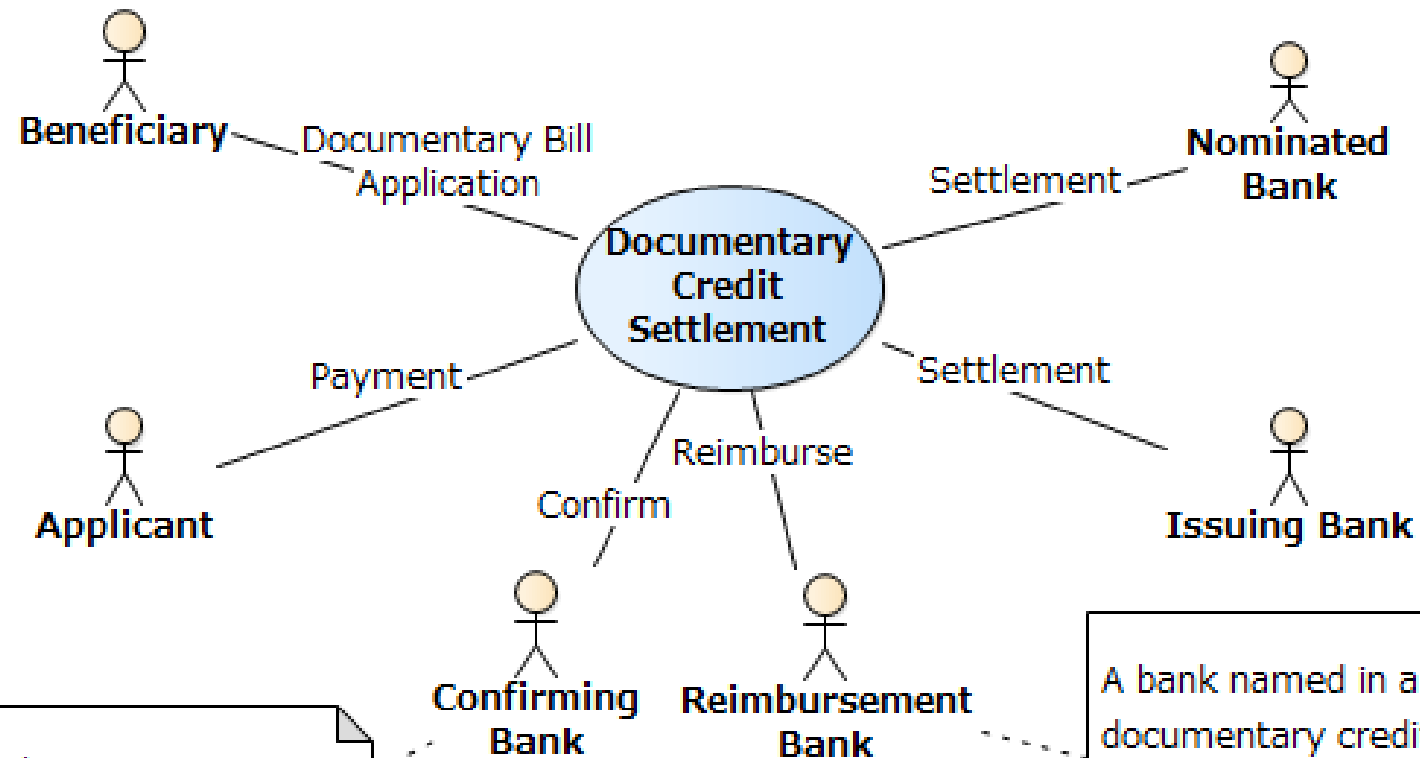 Beneficiary
Documentary Bill
Application
Settlement
Nominated
Bank
Documentary
Credit
Settlement
Payment
Settlement
Applicant
Reimburse
Confirm
Issuing Bank
Confirming
Bank
Reimbursement
Bank
A bank named in a
documentary credi